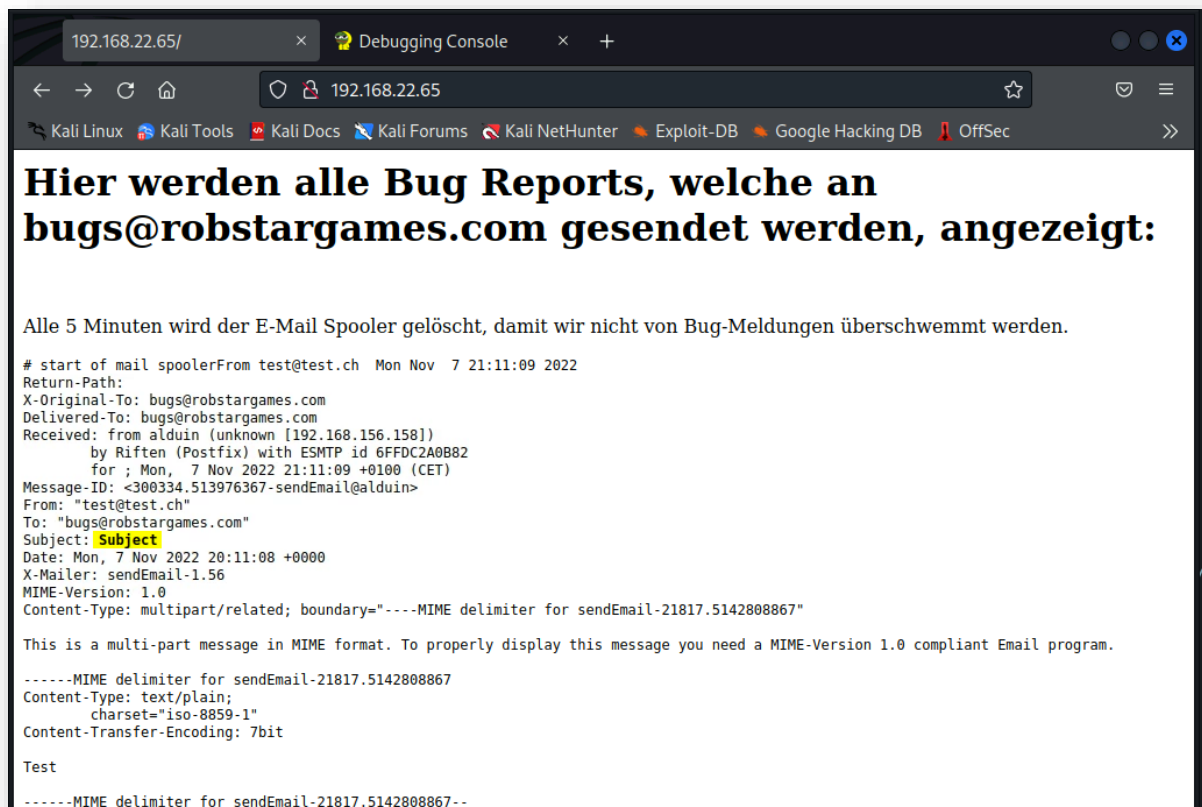 192.168.22.65/
Debugging Console
192.168.22.65
Kali Linux Kali Tools Kali Docs Kali Forums Kali NetHunter Exploit-DB Google Hacking DB OffSec
Hier werden alle Bug Reports, welche an
bugs@robstargames.com gesendet werden, angezeigt:
Alle 5 Minuten wird der E-Mail Spooler gelöscht, damit wir nicht von Bug-Meldungen überschwemmt werden.
# start of mail spoolerFrom test@test.ch  Mon Nov  7 21:11:09 2022
Return-Path:
X-Original-To: bugs@robstargames.com
Delivered-To: bugs@robstargames.com
Received: from alduin (unknown [192.168.156.158])
by Riften (Postfix) with ESMTP id 6FFDC2A0B82
for ; Mon,  7 Nov 2022 21:11:09 +0100 (CET)
Message-ID: <300334.513976367-sendEmail@alduin>
From: "test@test.ch"
To: "bugs@robstargames.com"
Subject: Subject
Date: Mon, 7 Nov 2022 20:11:08 +0000
X-Mailer: sendEmail-1.56
MIME-Version: 1.0
Content-Type: multipart/related; boundary="----MIME delimiter for sendEmail-21817.5142808867"
This is a multi-part message in MIME format. To properly display this message you need a MIME-Version 1.0 compliant Email program.
------MIME delimiter for sendEmail-21817.5142808867
Content-Type: text/plain;
charset="iso-8859-1"
Content-Transfer-Encoding: 7bit
Test
------MIME delimiter for sendEmail-21817.5142808867--